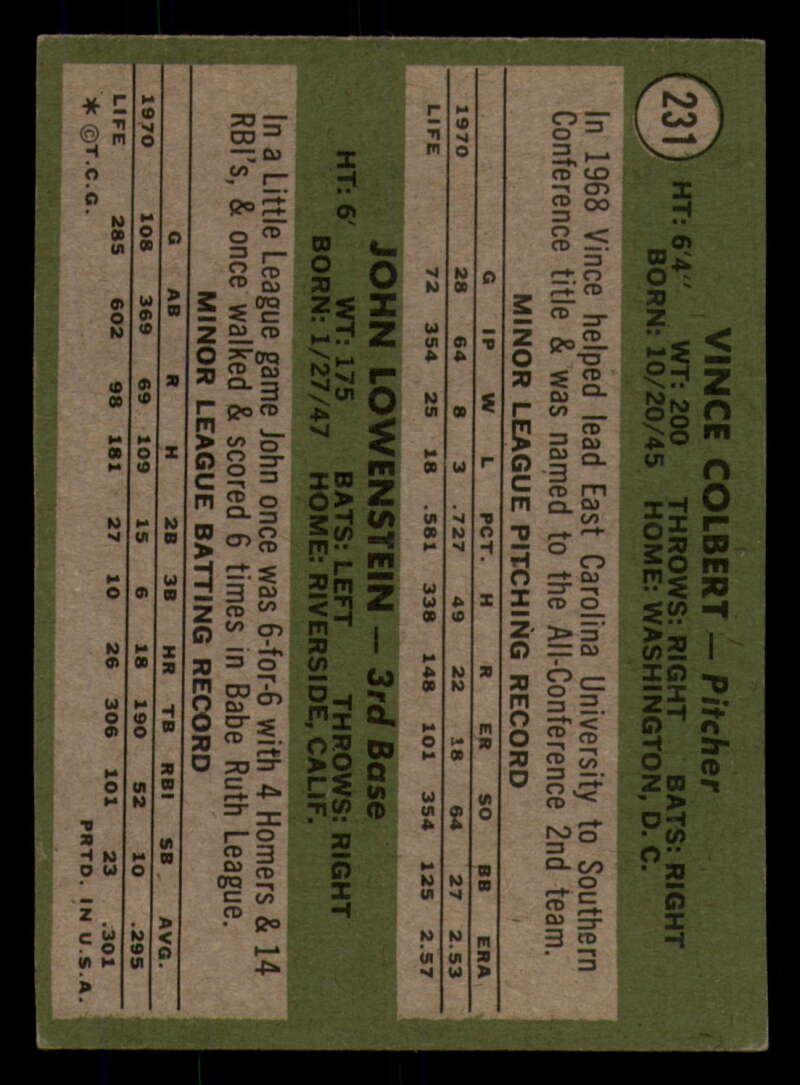 231
VINCE COLBERT — Pitcher
HT: 6'4" WT: 200 THROWS: RIGHT BATS: RIGHT
BORN: 10/20/45 HOME: WASHINGTON, D. C.
In 1968 Vince helped lead East Carolina University to Southern
Conference title & was named to the All-Conference 2nd team.
MINOR LEAGUE PITCHING RECORD
G IP W L PCT. H R ER SO BB ERA
1970 28 64 8 3 .727 49 22 18 64 27 2.53
LIFE 72 354 25 18 .581 338 148 101 354 125 2.57
JOHN LOWENSTEIN — 3rd Base
HT: 6' WT: 175 BATS: LEFT THROWS: RIGHT
BORN: 1/27/47 HOME: RIVERSIDE, CALIF.
In a Little League game John once was 6-for-6 with 4 Homers & 14
RBI's, & once walked & scored 6 times in Babe Ruth League.
MINOR LEAGUE BATTING RECORD
G AB R H 2B 3B HR TB RBI SB AVG.
1970 108 369 69 109 15 6 18 190 52 10 .295
LIFE 285 602 98 181 27 10 26 306 101 23 .301
* ©T.C.G. PRTD. IN U.S.A.